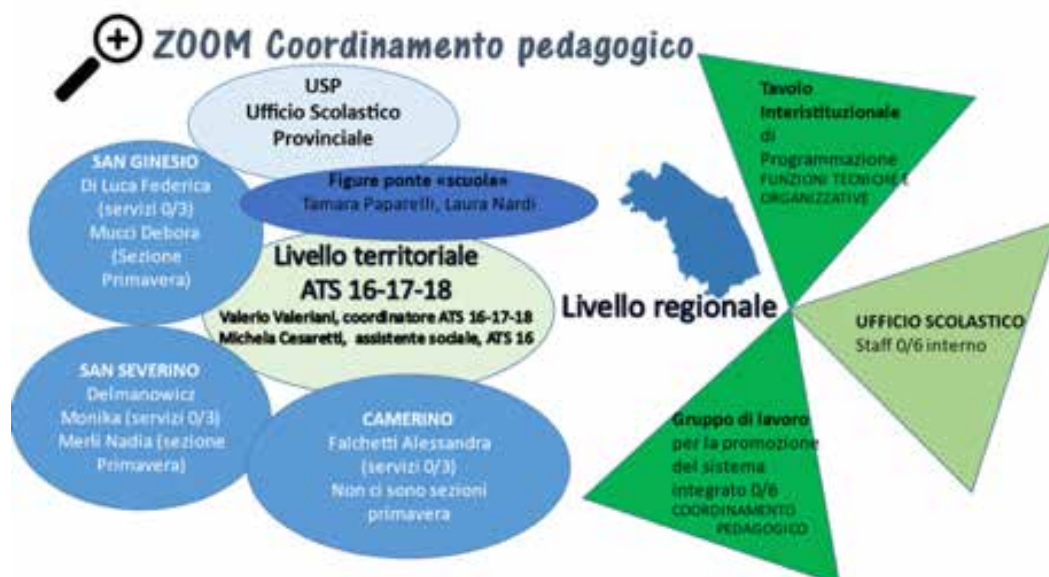 ZOOM Coordinamento pedagogico
USP
Ufficio Scolastico
Provinciale
Figure ponte «scuola»
Tamara Paparelli, Laura Nardi
SAN GINESIO
Di Luca Federica
(servizi 0/3)
Mucci Debora
(Sezione
Primavera)
Livello territoriale
ATS 16-17-18
Valerio Valeriani, coordinatore ATS 16-17-18
Michela Cesaretti, assistente sociale, ATS 16
SAN SEVERINO
Delmanowicz
Monika (servizi 0/3)
Merli Nadia (sezione
Primavera)
CAMERINO
Falchetti Alessandra
(servizi 0/3)
Non ci sono sezioni
primavera
Livello regionale
Tavolo
Interistituzionale
di
Programmazione
FUNZIONI TECNICHE E
ORGANIZZATIVE
UFFICIO SCOLASTICO
Staff 0/6 interno
Gruppo di lavoro
per la promozione
del sistema
integrato 0/6
COORDINAMENTO
PEDAGOGICO